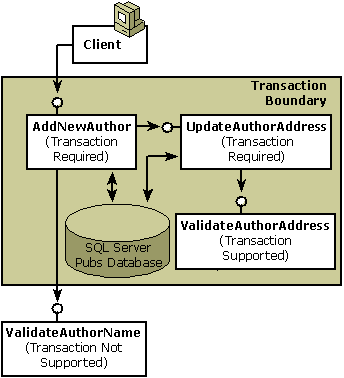 Client
Transaction
Boundary
AddNewAuthor
(Transaction
Required)
UpdateAuthorAddress
(Transaction
Required)
SQL Server
Pubs Database
ValidateAuthorAddress
(Transaction
Supported)
ValidateAuthorName
(Transaction Not
Supported)